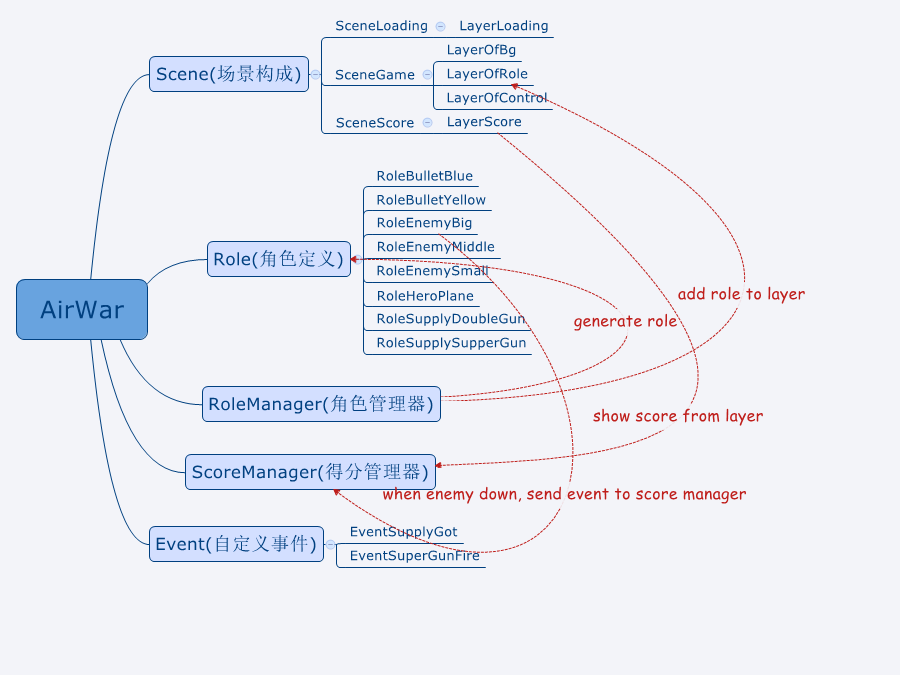 AirWar
Scene(场景构成)
SceneLoading
LayerLoading
SceneGame
LayerOfBg
LayerOfRole
LayerOfControl
SceneScore
LayerScore
Role(角色定义)
RoleBulletBlue
RoleBulletYellow
RoleEnemyBig
RoleEnemyMiddle
RoleEnemySmall
RoleHeroPlane
RoleSupplyDoubleGun
RoleSupplySupperGun
add role to layer
generate role
RoleManager(角色管理器)
show score from layer
ScoreManager(得分管理器)
when enemy down, send event to score manager
Event(自定义事件)
EventSupplyGot
EventSuperGunFire